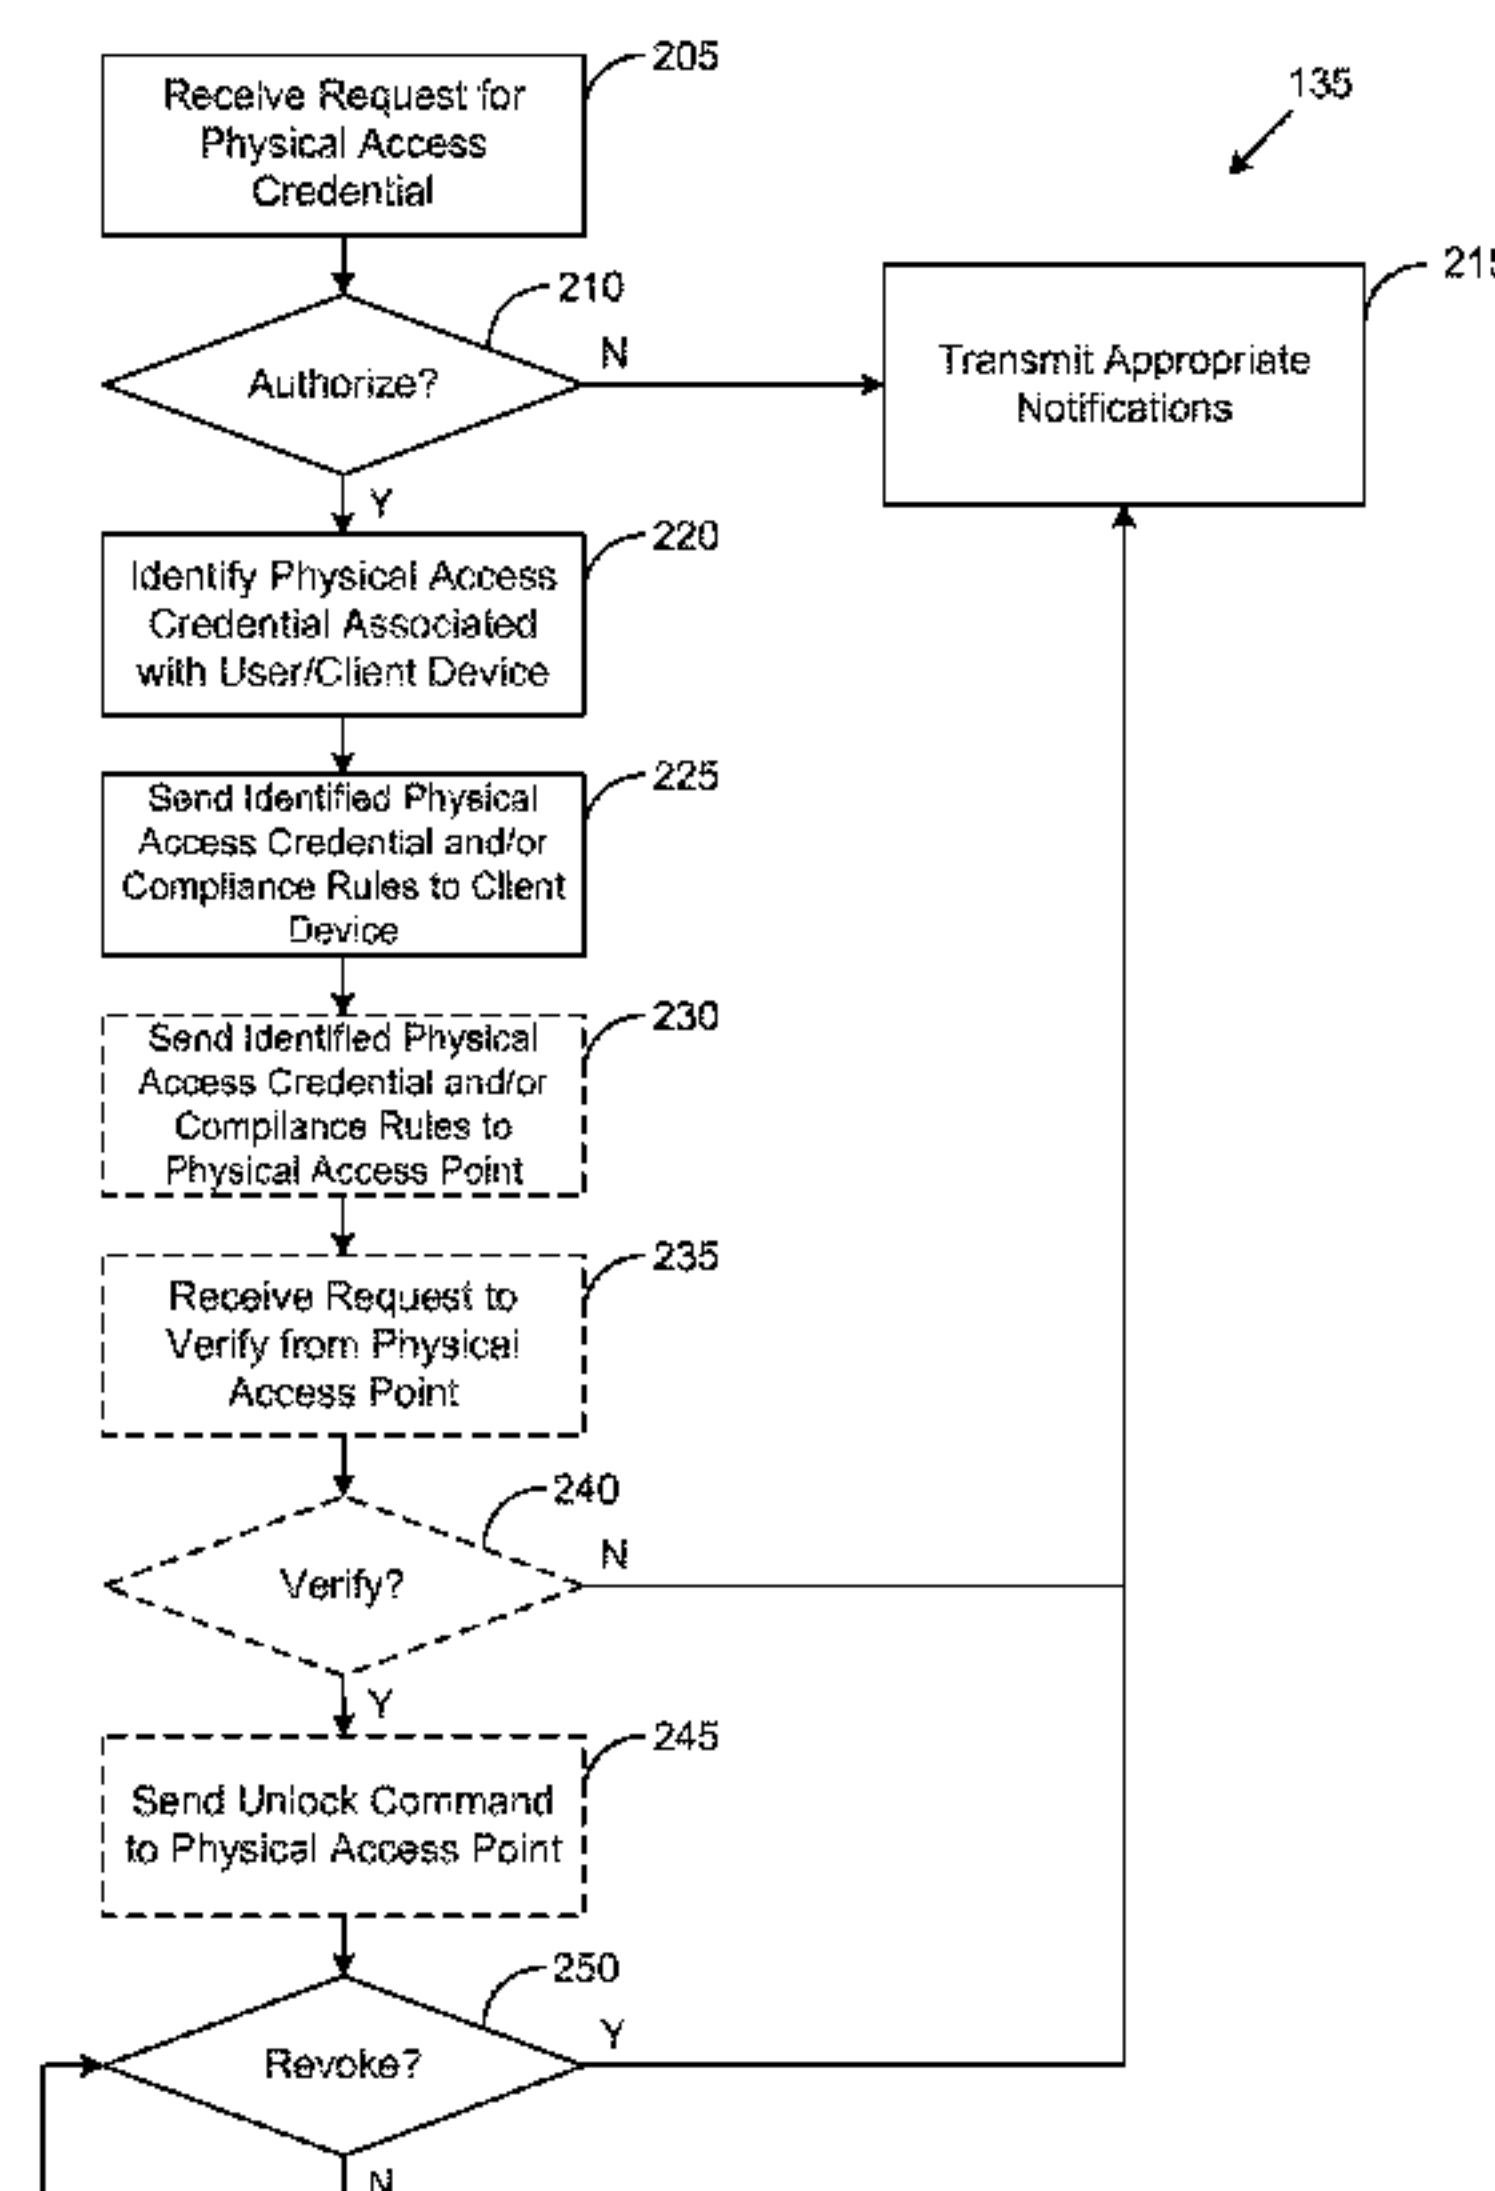 205
Receive Request for
Physical Access
Credential
135
210
Authorize?
N
Y
215
Transmit Appropriate
Notifications
220
Identify Physical Access
Credential Associated
with User/Client Device
225
Send Identified Physical
Access Credential and/or
Compliance Rules to Client
Device
230
Send Identified Physical
Access Credential and/or
Compliance Rules to
Physical Access Point
235
Receive Request to
Verify from Physical
Access Point
240
Verify?
N
Y
245
Send Unlock Command
to Physical Access Point
250
Revoke?
Y
N